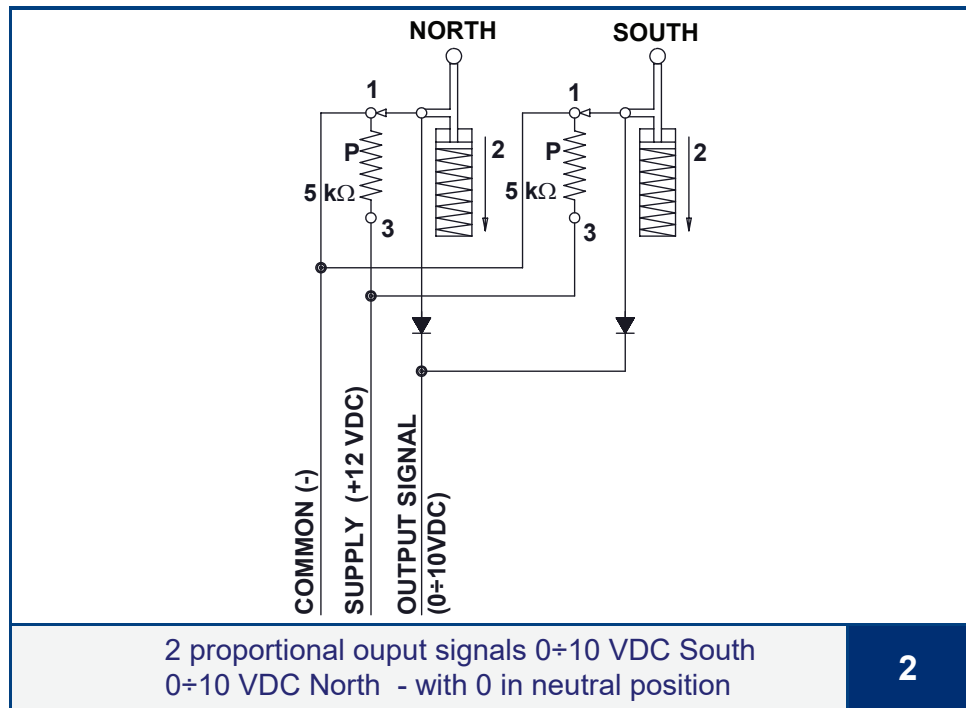 NORTH
SOUTH
1
1
P
2
P
2
5 kΩ
5 kΩ
3
3
COMMON (-)
SUPPLY (+12 VDC)
OUTPUT SIGNAL
(0÷10VDC)
2 proportional ouput signals 0÷10 VDC South
0÷10 VDC North - with 0 in neutral position
2